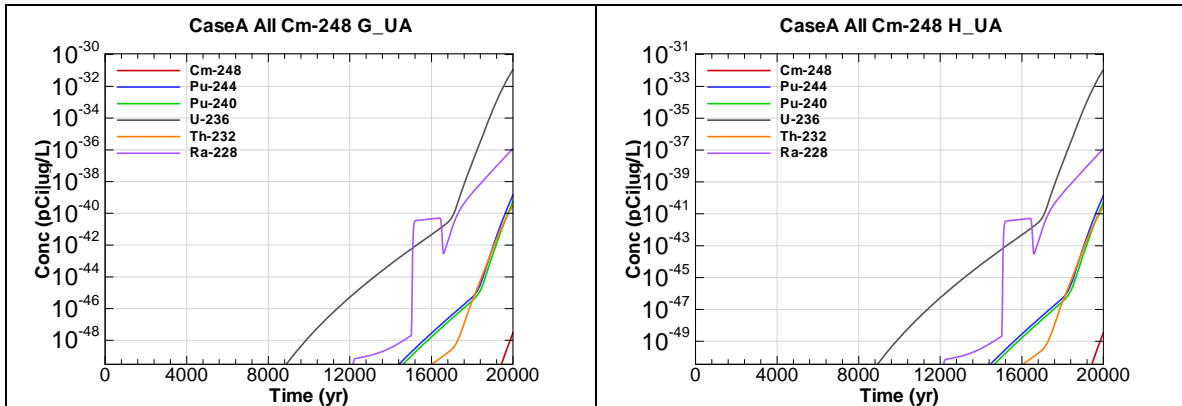 CaseA All Cm-248 G_UA
Conc (pCi|ug/L)
10^-30
10^-32
10^-34
10^-36
10^-38
10^-40
10^-42
10^-44
10^-46
10^-48
Cm-248
Pu-244
Pu-240
U-236
Th-232
Ra-228
0 4000 8000 12000 16000 20000
Time (yr)
CaseA All Cm-248 H_UA
Conc (pCi|ug/L)
10^-31
10^-33
10^-35
10^-37
10^-39
10^-41
10^-43
10^-45
10^-47
10^-49
Cm-248
Pu-244
Pu-240
U-236
Th-232
Ra-228
0 4000 8000 12000 16000 20000
Time (yr)